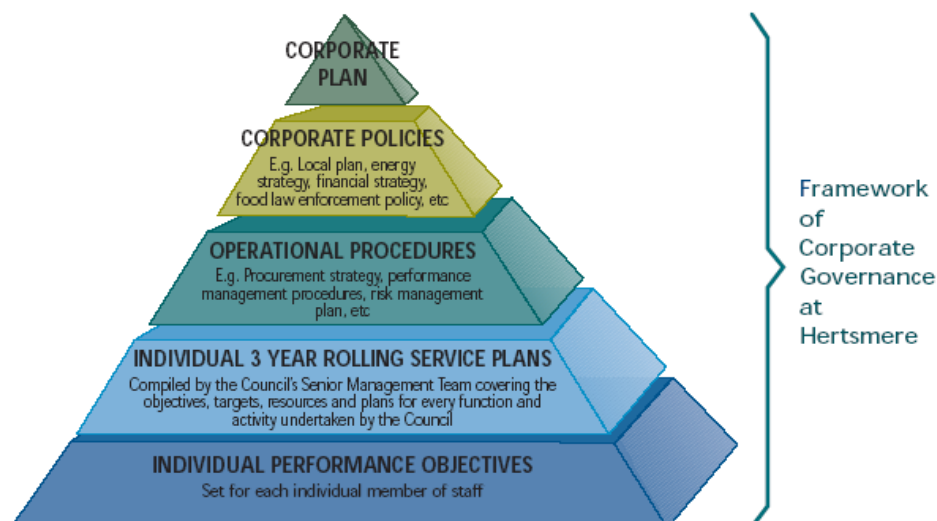 CORPORATE
PLAN
CORPORATE POLICIES
E.g. Local plan, energy
strategy, financial strategy,
food law enforcement policy, etc
OPERATIONAL PROCEDURES
E.g. Procurement strategy, performance
management procedures, risk management
plan, etc
INDIVIDUAL 3 YEAR ROLLING SERVICE PLANS
Compiled by the Council's Senior Management Team covering the
objectives, targets, resources and plans for every function and
activity undertaken by the Council
INDIVIDUAL PERFORMANCE OBJECTIVES
Set for each individual member of staff
Framework
of
Corporate
Governance
at
Hertsmere